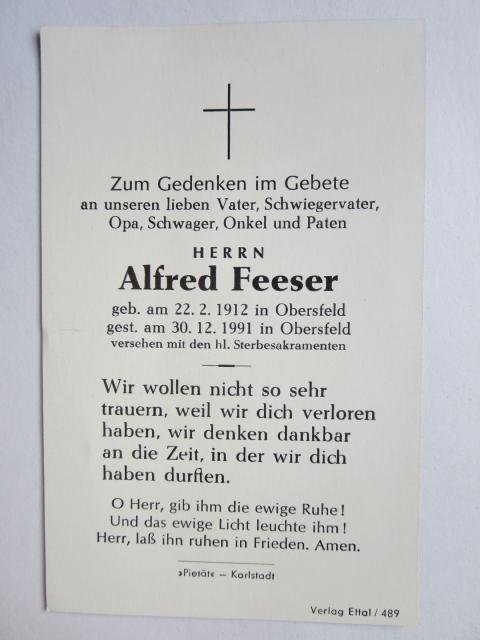 Zum Gedenken im Gebete
an unseren lieben Vater, Schwiegervater,
Opa, Schwager, Onkel und Paten
HERRN
Alfred Feeser
geb. am 22. 2. 1912 in Obersfeld
gest. am 30. 12. 1991 in Obersfeld
versehen mit den hl. Sterbesakramenten
Wir wollen nicht so sehr
trauern, weil wir dich verloren
haben, wir denken dankbar
an die Zeit, in der wir dich
haben durften.
O Herr, gib ihm die ewige Ruhe!
Und das ewige Licht leuchte ihm!
Herr, laß ihn ruhen in Frieden. Amen.
›Pietät‹ – Karlstadt
Verlag Ettal / 489